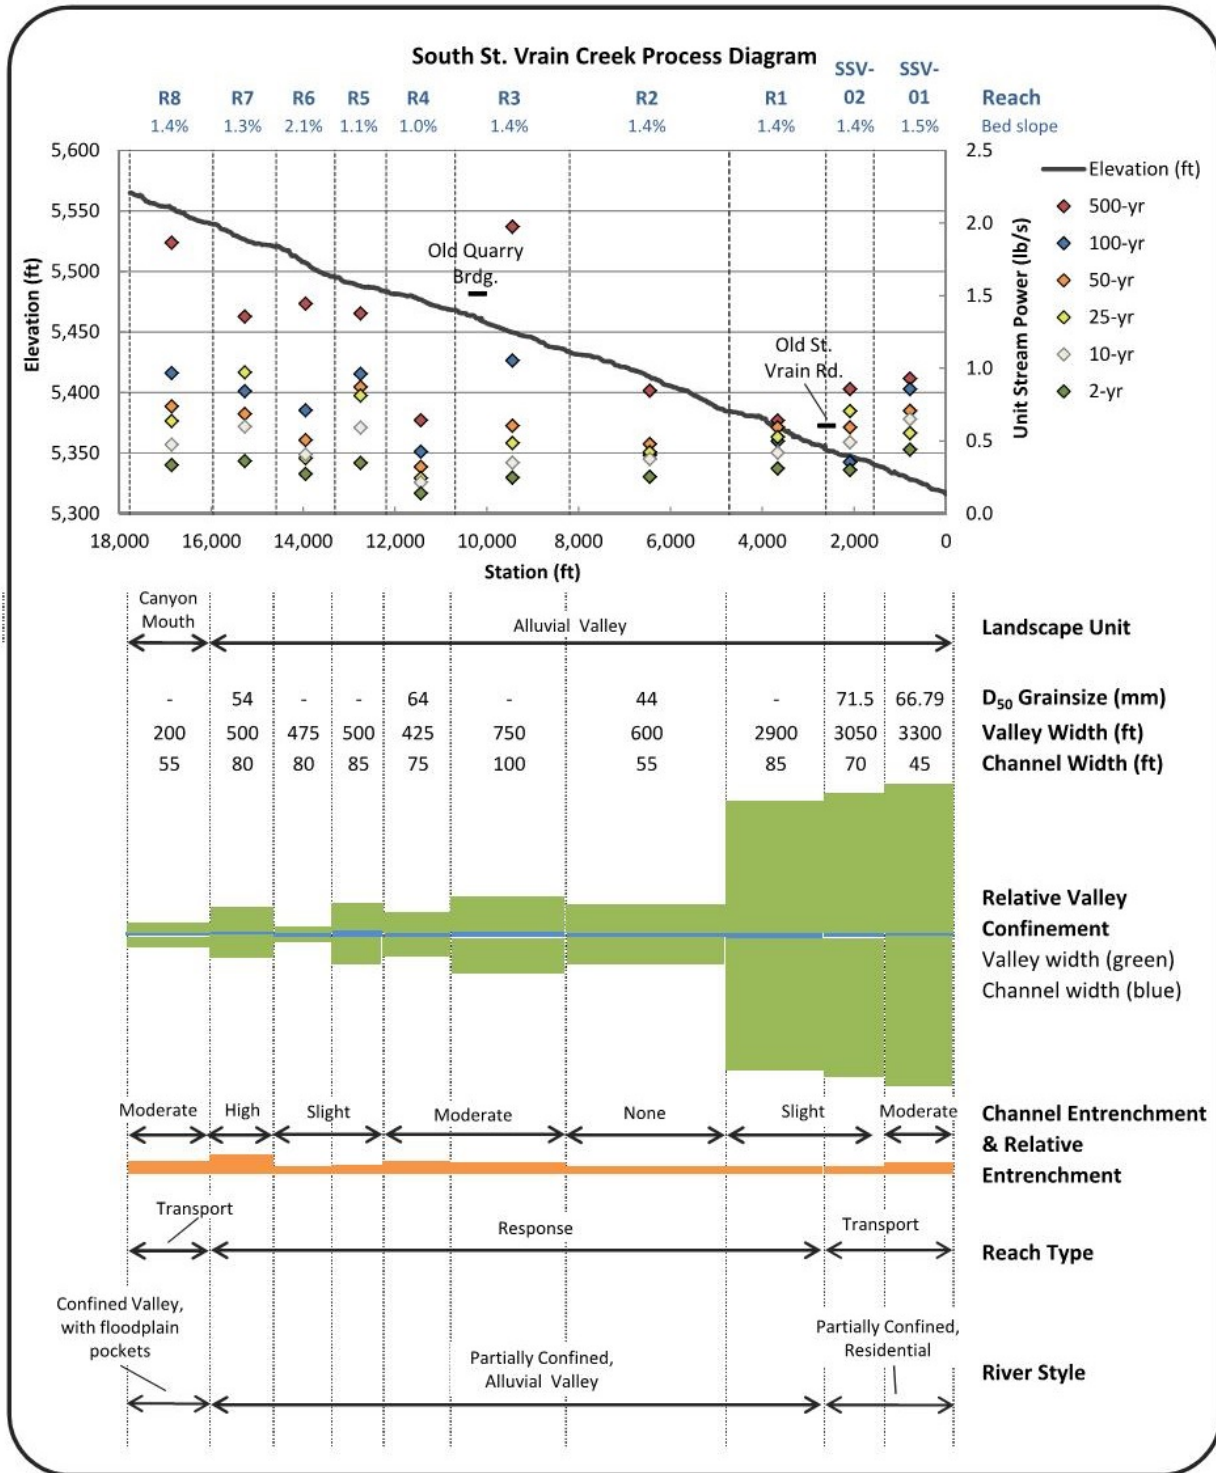 South St. Vrain Creek Process Diagram
R8 R7 R6 R5 R4 R3 R2 R1 SSV-02 SSV-01 Reach
1.4% 1.3% 2.1% 1.1% 1.0% 1.4% 1.4% 1.4% 1.4% 1.5% Bed slope
Elevation (ft)
5,600
5,550
5,500
5,450
5,400
5,350
5,300
2.5
2.0
1.5
1.0
0.5
0.0
Unit Stream Power (lb/s)
Old Quarry
Brdg.
Old St.
Vrain Rd.
Elevation (ft)
500-yr
100-yr
50-yr
25-yr
10-yr
2-yr
18,000 16,000 14,000 12,000 10,000 8,000 6,000 4,000 2,000 0
Station (ft)
Canyon
Mouth
Alluvial Valley
Landscape Unit
- 54 - - 64 - 44 - 71.5 66.79 D50 Grainsize (mm)
200 500 475 500 425 750 600 2900 3050 3300 Valley Width (ft)
55 80 80 85 75 100 55 85 70 45 Channel Width (ft)
Relative Valley
Confinement
Valley width (green)
Channel width (blue)
Moderate High Slight Moderate None Slight Moderate
Channel Entrenchment
& Relative
Entrenchment
Transport
Response
Transport
Reach Type
Confined Valley,
with floodplain
pockets
Partially Confined,
Alluvial Valley
Partially Confined,
Residential
River Style